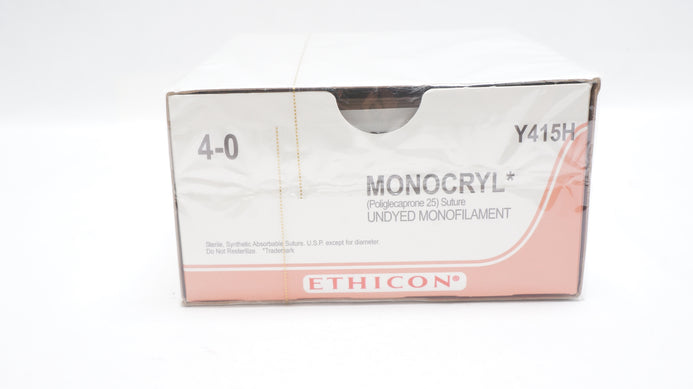 4-0
Y415H
MONOCRYL*
(Poliglecaprone 25) Suture
UNDYED MONOFILAMENT
Sterile, Synthetic Absorbable Suture. U.S.P. except for diameter.
Do Not Resterilize. *Trademark
ETHICON®